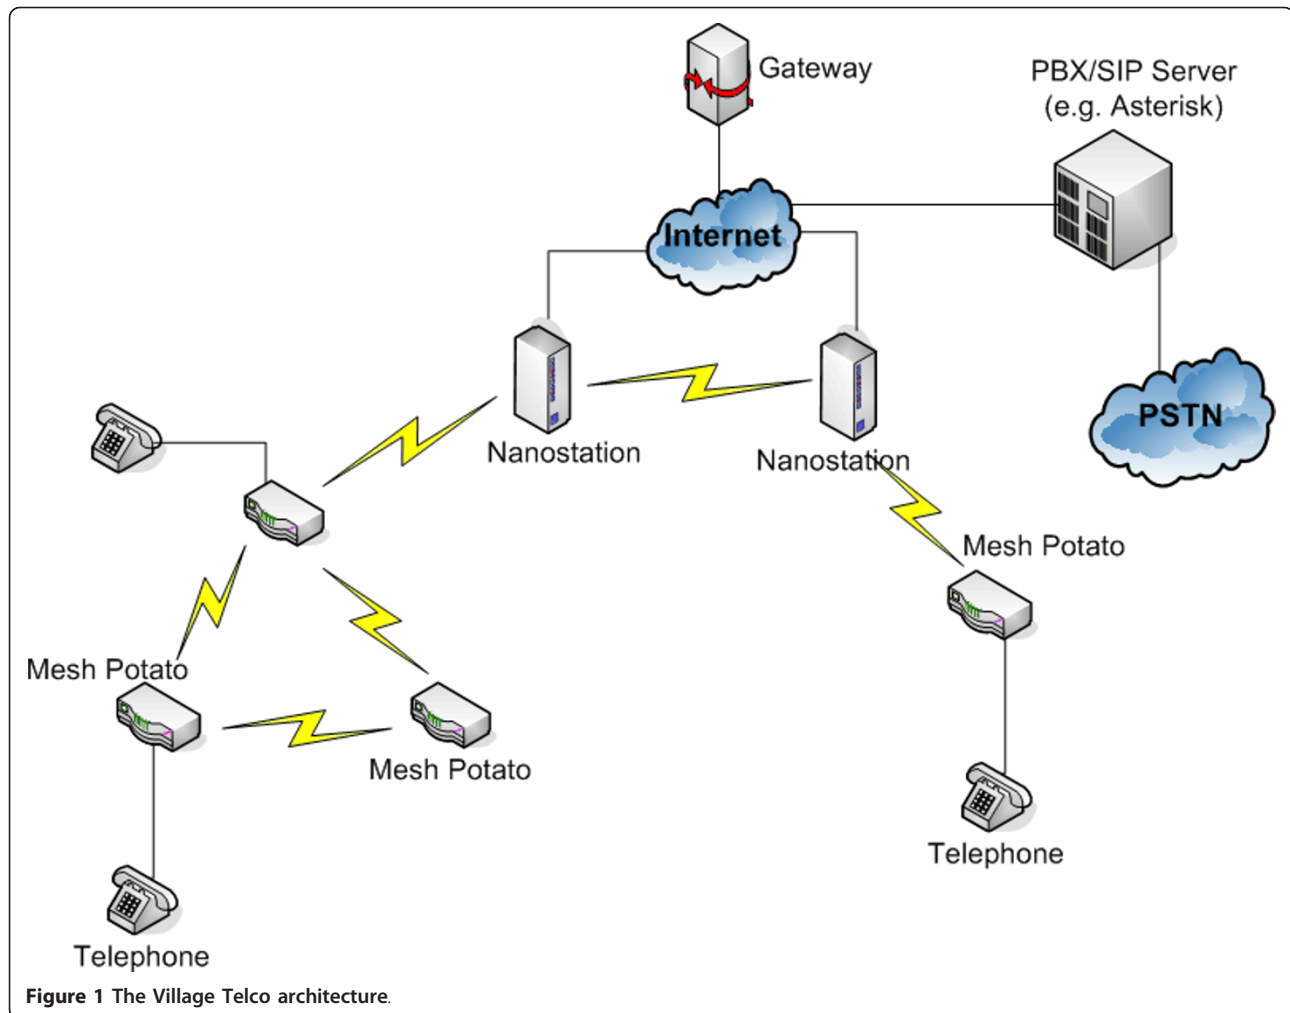 Gateway
PBX/SIP Server
(e.g. Asterisk)
Internet
PSTN
Nanostation
Nanostation
Mesh Potato
Mesh Potato
Mesh Potato
Telephone
Telephone
Figure 1 The Village Telco architecture.